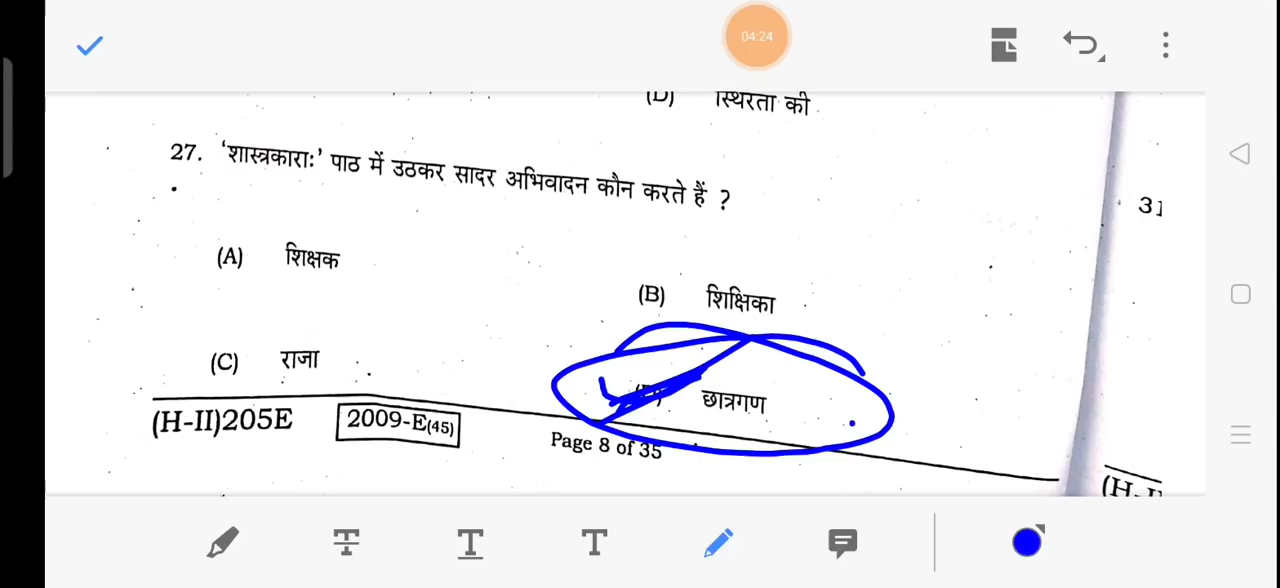 04:24
(D) स्थिरता की
27. 'शास्त्रकाराः' पाठ में उठकर सादर अभिवादन कौन करते हैं ?
(A) शिक्षक
(B) शिक्षिका
(C) राजा
छात्रगण
(H-II)205E
2009-E(45)
Page 8 of 35
31